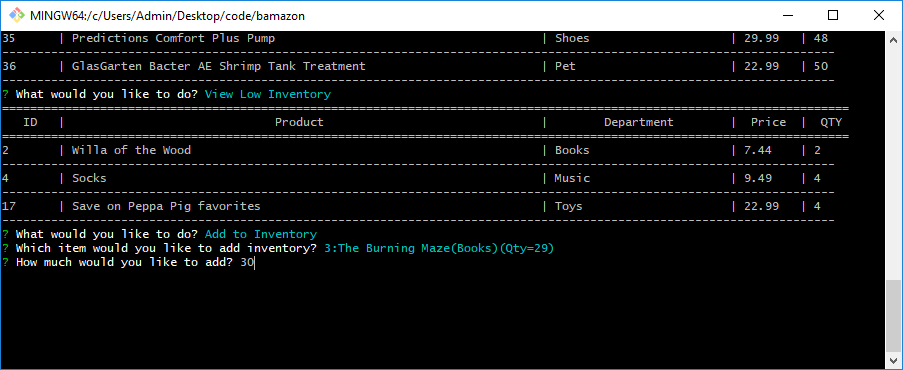 MINGW64:/c/Users/Admin/Desktop/code/bamazon
35 | Predictions Comfort Plus Pump | Shoes | 29.99 | 48
--------------------------------------------------------------------------------
36 | GlasGarten Bacter AE Shrimp Tank Treatment | Pet | 22.99 | 50
--------------------------------------------------------------------------------
? What would you like to do? View Low Inventory
================================================================================
ID | Product | Department | Price | QTY
================================================================================
2 | Willa of the Wood | Books | 7.44 | 2
--------------------------------------------------------------------------------
4 | Socks | Music | 9.49 | 4
--------------------------------------------------------------------------------
17 | Save on Peppa Pig favorites | Toys | 22.99 | 4
--------------------------------------------------------------------------------
? What would you like to do? Add to Inventory
? Which item would you like to add inventory? 3:The Burning Maze(Books)(Qty=29)
? How much would you like to add? 30